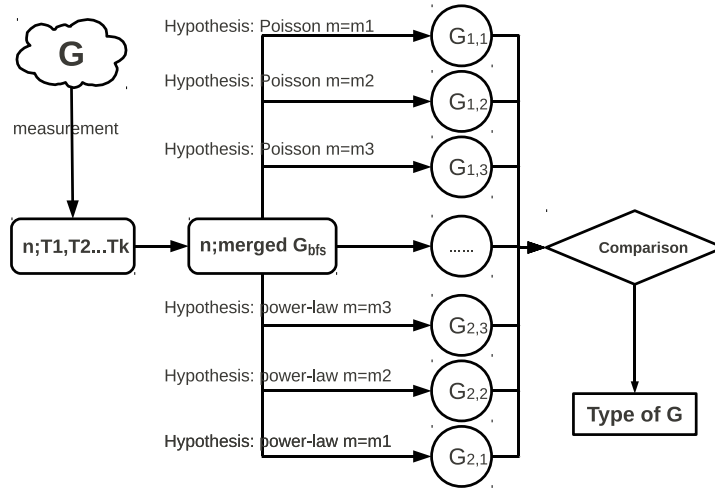 G
measurement
n;T1,T2...Tk
n;merged Gbfs
Hypothesis: Poisson m=m1
Hypothesis: Poisson m=m2
Hypothesis: Poisson m=m3
Hypothesis: power-law m=m3
Hypothesis: power-law m=m2
Hypothesis: power-law m=m1
G1,1
G1,2
G1,3
......
G2,3
G2,2
G2,1
Comparison
Type of G